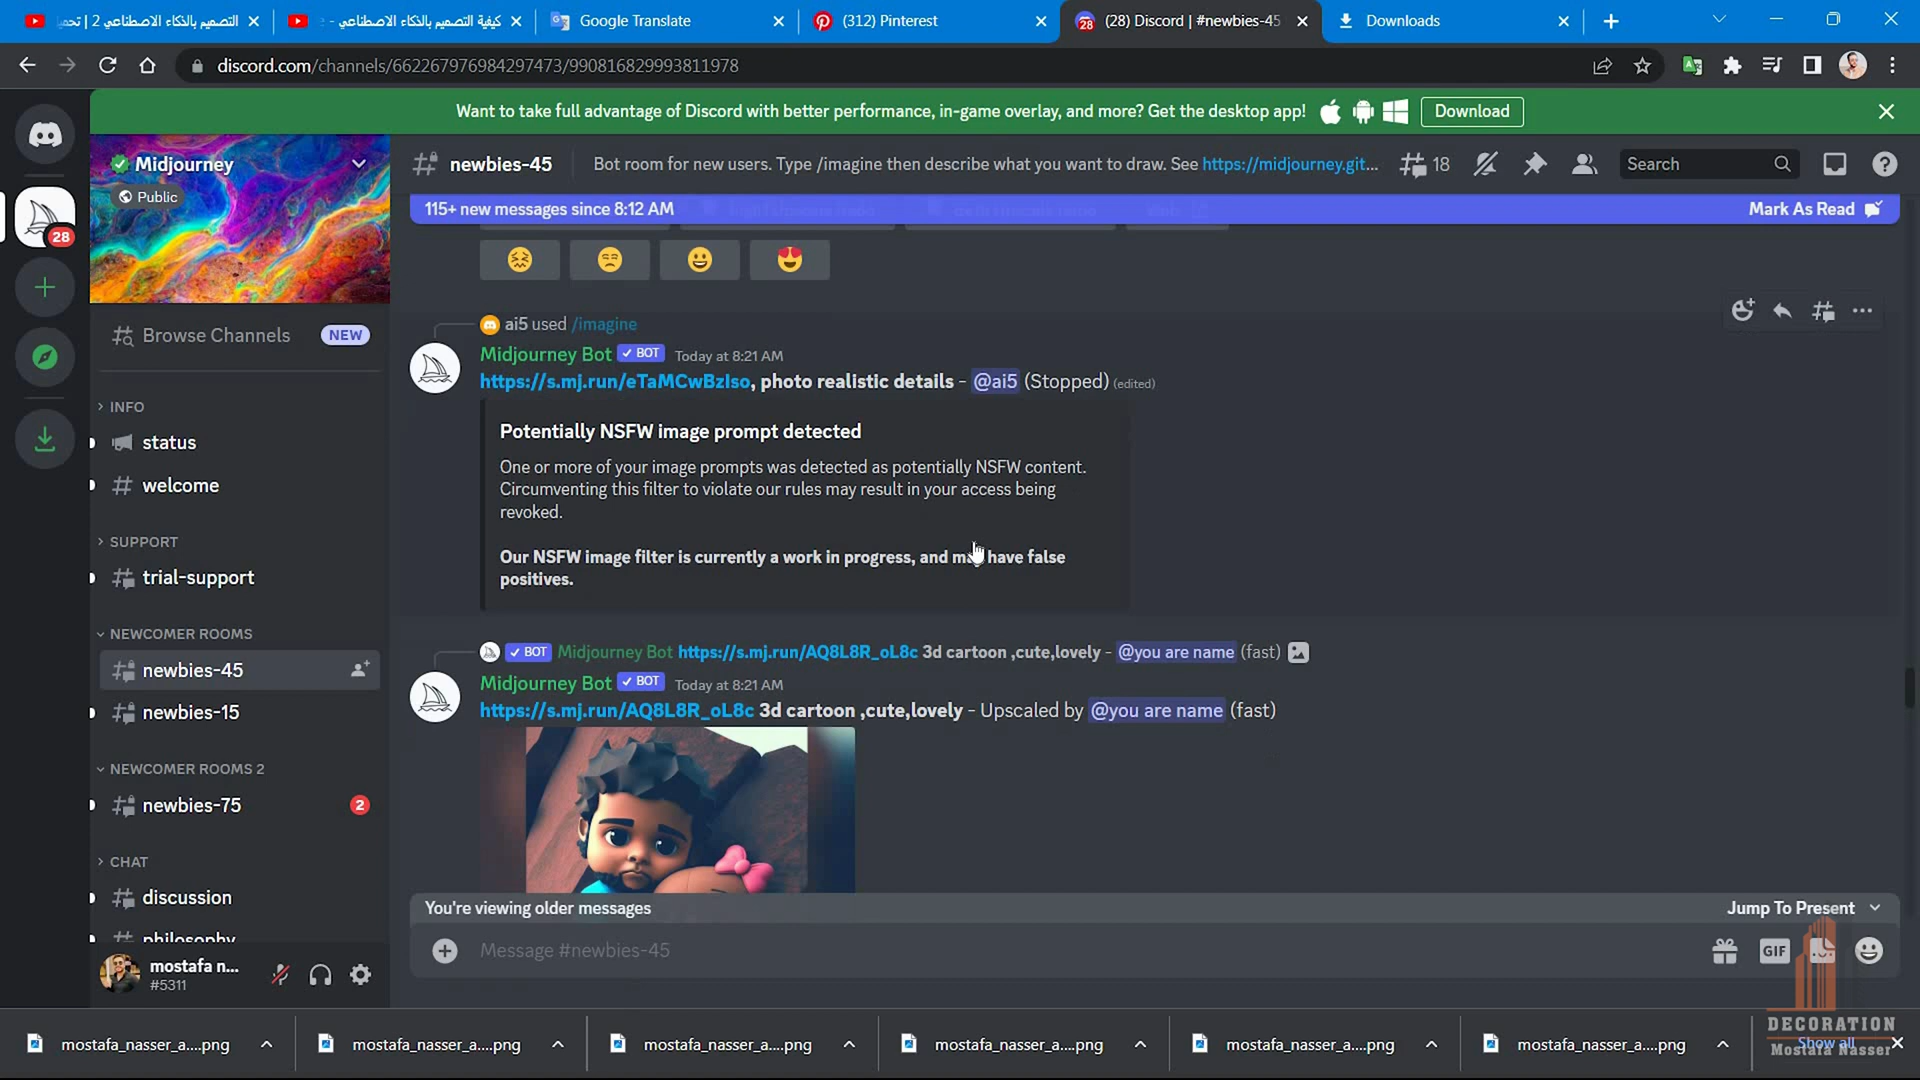 التصميم بالذكاء الاصطناعي 2 | تحميل
كيفية التصميم بالذكاء الاصطناعي -
Google Translate
(312) Pinterest
28
(28) Discord | #newbies-45
Downloads
discord.com/channels/662267976984297473/990816829993811978
Want to take full advantage of Discord with better performance, in-game overlay, and more? Get the desktop app!
Download
Midjourney
Public
28
newbies-45
Bot room for new users. Type /imagine then describe what you want to draw. See https://midjourney.git...
18
Search
115+ new messages since 8:12 AM
Mark As Read
Browse Channels
NEW
INFO
status
welcome
SUPPORT
trial-support
NEWCOMER ROOMS
newbies-45
newbies-15
NEWCOMER ROOMS 2
newbies-75
2
CHAT
discussion
philosophy
mostafa n...
#5311
ai5 used /imagine
Midjourney Bot ✓ BOT Today at 8:21 AM
https://s.mj.run/eTaMCwBzIso, photo realistic details - @ai5 (Stopped) (edited)
Potentially NSFW image prompt detected
One or more of your image prompts was detected as potentially NSFW content.
Circumventing this filter to violate our rules may result in your access being
revoked.
Our NSFW image filter is currently a work in progress, and may have false
positives.
✓ BOT Midjourney Bot https://s.mj.run/AQ8L8R_oL8c 3d cartoon ,cute,lovely - @you are name (fast)
Midjourney Bot ✓ BOT Today at 8:21 AM
https://s.mj.run/AQ8L8R_oL8c 3d cartoon ,cute,lovely - Upscaled by @you are name (fast)
You're viewing older messages
Jump To Present
Message #newbies-45
GIF
mostafa_nasser_a....png
mostafa_nasser_a....png
mostafa_nasser_a....png
mostafa_nasser_a....png
mostafa_nasser_a....png
mostafa_nasser_a....png
DECORATION
Mostafa Nasser
Show all